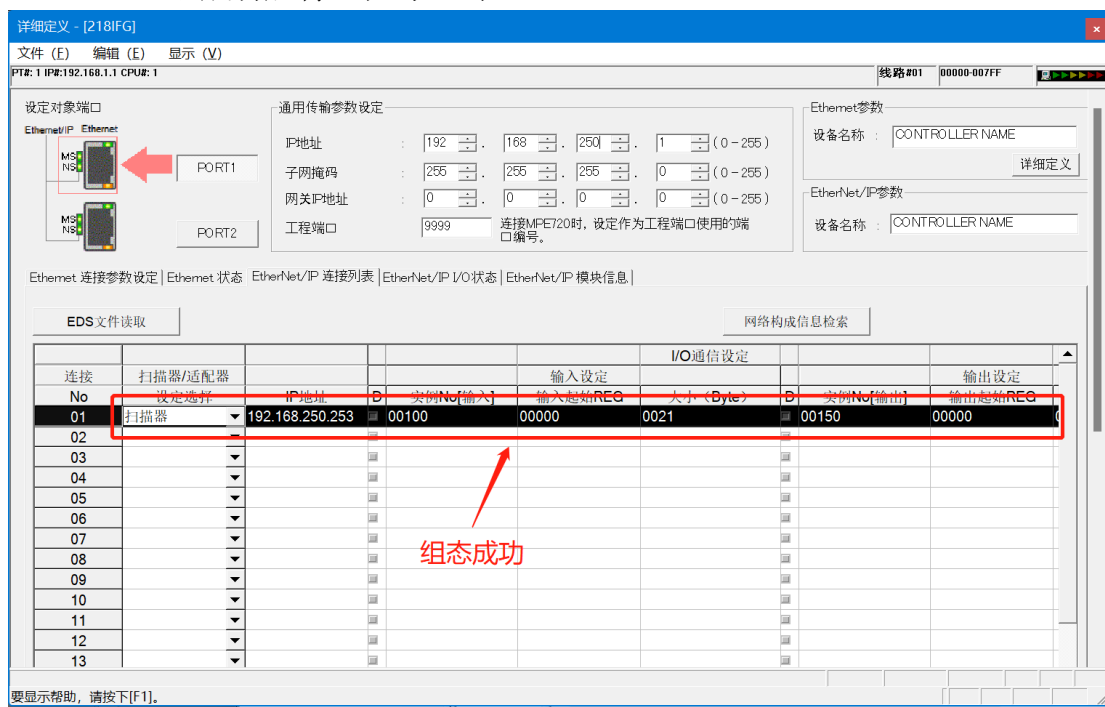 详细定义 - [218IFG]
文件 (F) 编辑 (E) 显示 (V)
PT#: 1 IP#:192.168.1.1 CPU#: 1 线路#01 00000-007FF
设定对象端口 通用传输参数设定 Ethernet参数
EthernetI/P Ethernet
IP地址 : 192 . 168 . 250 . 1 (0-255) 设备名称 : CONTROLLER NAME
MS
NS PORT1 子网掩码 : 255 . 255 . 255 . 0 (0-255) 详细定义
网关IP地址 : 0 . 0 . 0 . 0 (0-255) EtherNet/IP参数
MS
NS PORT2 工程端口 9999 连接MPE720时，设定作为工程端口使用的端口编号。 设备名称 : CONTROLLER NAME
Ethernet 连接参数设定 Ethernet 状态 EtherNet/IP 连接列表 EtherNet/IP I/O状态 EtherNet/IP 模块信息
EDS文件读取 网络构成信息检索
I/O通信设定
连接 扫描器/适配器 输入设定 输出设定
No 设定选择 IP地址 D 实例No[输入] 输入起始REG 大小（Byte） D 实例No[输出] 输出起始REG
01 扫描器 192.168.250.253 00100 00000 0021 00150 00000
02
03
04
05
06
07
组态成功
08
09
10
11
12
13
要显示帮助，请按下[F1]。